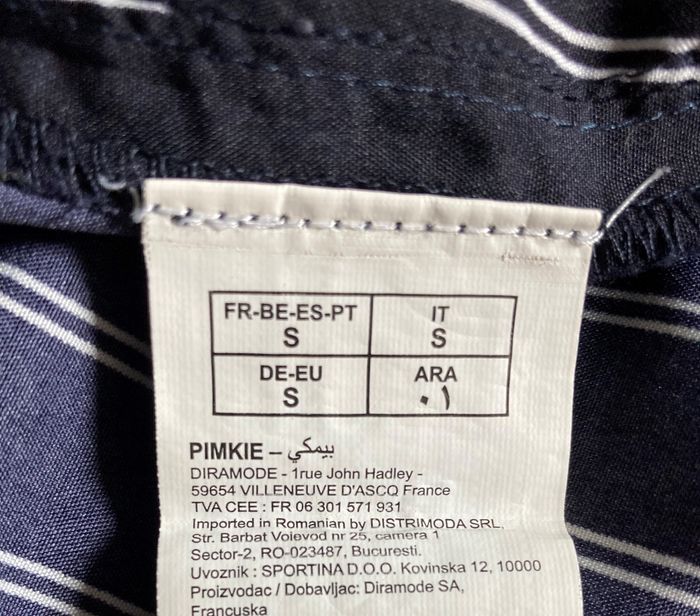 FR-BE-ES-PT IT
S S
DE-EU ARA
S ٠١
PIMKIE – بيمكي
DIRAMODE - 1rue John Hadley -
59654 VILLENEUVE D'ASCQ France
TVA CEE : FR 06 301 571 931
Imported in Romanian by DISTRIMODA SRL,
Str. Barbat Voievod nr 25, camera 1
Sector-2, RO-023487, Bucuresti.
Uvoznik : SPORTINA D.O.O. Kovinska 12, 10000
Proizvodac / Dobavljac: Diramode SA,
Francuska